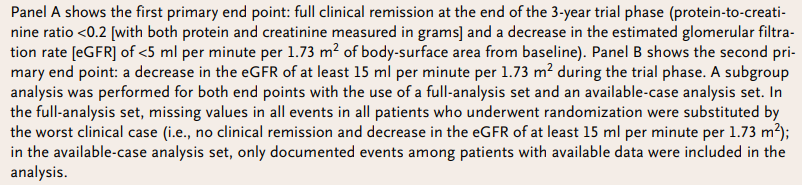 Panel A shows the first primary end point: full clinical remission at the end of the 3-year trial phase (protein-to-creati-
nine ratio <0.2 [with both protein and creatinine measured in grams] and a decrease in the estimated glomerular filtra-
tion rate [eGFR] of <5 ml per minute per 1.73 m² of body-surface area from baseline). Panel B shows the second pri-
mary end point: a decrease in the eGFR of at least 15 ml per minute per 1.73 m² during the trial phase. A subgroup
analysis was performed for both end points with the use of a full-analysis set and an available-case analysis set. In
the full-analysis set, missing values in all events in all patients who underwent randomization were substituted by
the worst clinical case (i.e., no clinical remission and decrease in the eGFR of at least 15 ml per minute per 1.73 m²);
in the available-case analysis set, only documented events among patients with available data were included in the
analysis.